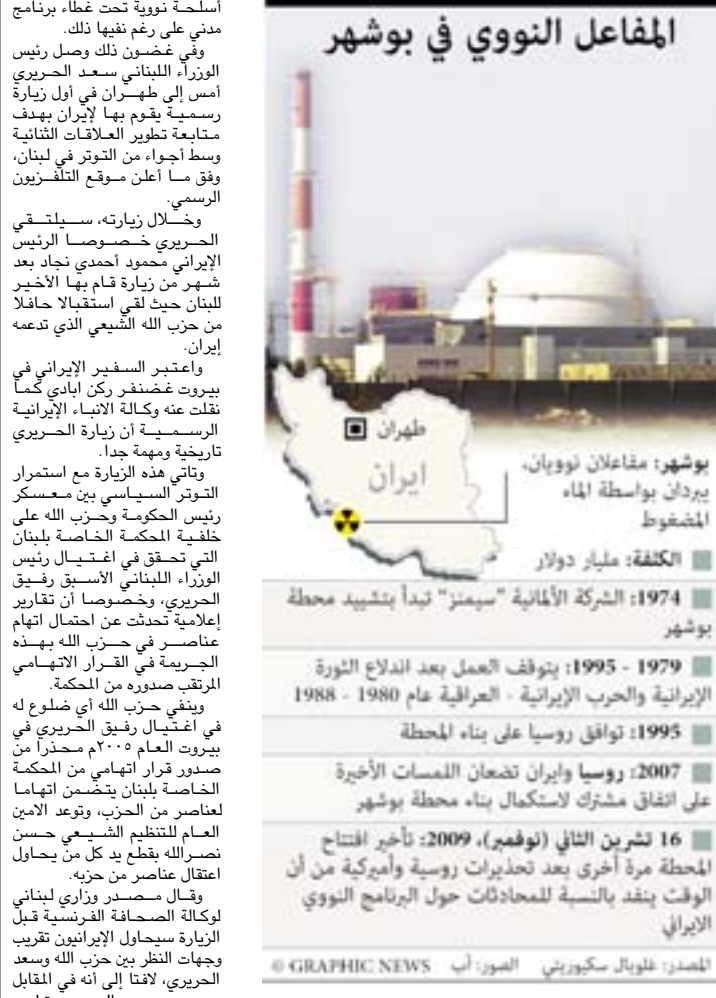 المفاعل النووي في بوشهر
طهران
ايران
بوشهر: مفاعلان نوويان،
يبردان بواسطة الماء
المضغوط
الكلفة: مليار دولار
1974: الشركة الألمانية "سيمنز" تبدأ بتشييد محطة
بوشهر
1979 - 1995: يتوقف العمل بعد اندلاع الثورة
الإيرانية والحرب الإيرانية - العراقية عام 1980 - 1988
1995: توافق روسيا على بناء المحطة
2007: روسيا وايران تضعان اللمسات الأخيرة
على اتفاق مشترك لاستكمال بناء محطة بوشهر
16 تشرين الثاني (نوفمبر)، 2009: تأخير افتتاح
المحطة مرة أخرى بعد تحذيرات روسية وأميركية من أن
الوقت ينفد بالنسبة للمحادثات حول البرنامج النووي
الايراني
المصدر: غلوبال سكيوريتي الصور: أب GRAPHIC NEWS ©
أسلحة نووية تحت غطاء برنامج
مدني على رغم نفيها ذلك.
وفي غضون ذلك وصل رئيس
الوزراء اللبناني سعد الحريري
أمس إلى طهران في أول زيارة
رسمية يقوم بها لإيران بهدف
متابعة تطوير العلاقات الثنائية
وسط أجواء من التوتر في لبنان،
وفق ما أعلن موقع التلفزيون
الرسمي.
وخلال زيارته، سيلتقي
الحريري خصوصا الرئيس
الإيراني محمود أحمدي نجاد بعد
شهر من زيارة قام بها الأخير
للبنان حيث لقي استقبالا حافلا
من حزب الله الشيعي الذي تدعمه
إيران.
واعتبر السفير الإيراني في
بيروت غضنفر ركن ابادي كما
نقلت عنه وكالة الانباء الإيرانية
الرسمية أن زيارة الحريري
تاريخية ومهمة جدا.
وتاتي هذه الزيارة مع استمرار
التوتر السياسي بين معسكر
رئيس الحكومة وحزب الله على
خلفية المحكمة الخاصة بلبنان
التي تحقق في اغتيال رئيس
الوزراء اللبناني الأسبق رفيق
الحريري، وخصوصا أن تقارير
إعلامية تحدثت عن احتمال اتهام
عناصر في حزب الله بهذه
الجريمة في القرار الاتهامي
المرتقب صدوره من المحكمة.
وينفي حزب الله أي ضلوع له
في اغتيال رفيق الحريري في
بيروت العام ٢٠٠٥م محذرا من
صدور قرار اتهامي من المحكمة
الخاصة بلبنان يتضمن اتهاما
لعناصر من الحزب، وتوعد الامين
العام للتنظيم الشيعي حسن
نصرالله بقطع يد كل من يحاول
اعتقال عناصر من حزبه.
وقال مصدر وزاري لبناني
لوكالة الصحافة الفرنسية قبل
الزيارة سيحاول الإيرانيون تقريب
وجهات النظر بين حزب الله وسعد
الحريري، لافتا إلى أنه في المقابل